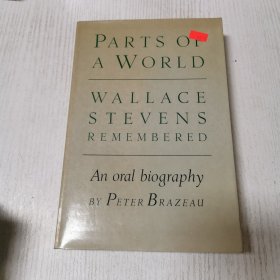 PARTS OF
A WORLD
WALLACE
STEVENS
REMEMBERED
An oral biography
BY PETER BRAZEAU